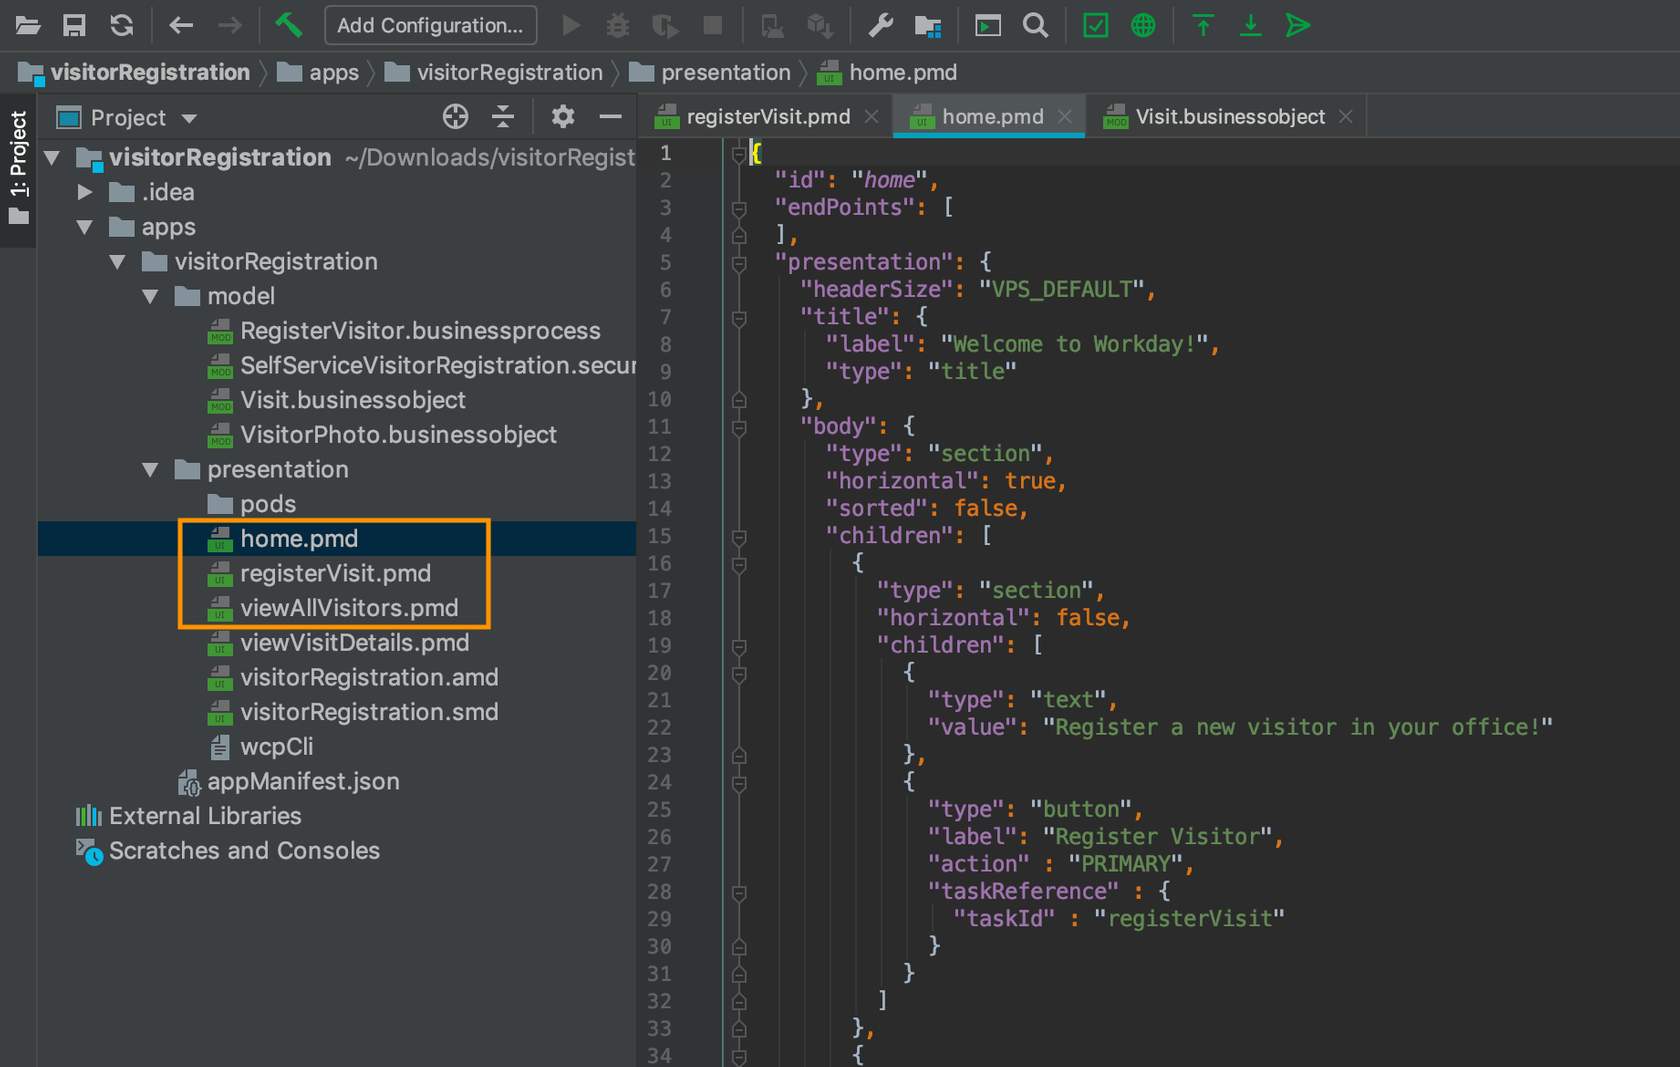 Add Configuration...
visitorRegistration
apps
visitorRegistration
presentation
home.pmd
1: Project
Project
visitorRegistration ~/Downloads/visitorRegist
.idea
apps
visitorRegistration
model
RegisterVisitor.businessprocess
SelfServiceVisitorRegistration.secur
Visit.businessobject
VisitorPhoto.businessobject
presentation
pods
home.pmd
registerVisit.pmd
viewAllVisitors.pmd
viewVisitDetails.pmd
visitorRegistration.amd
visitorRegistration.smd
wcpCli
appManifest.json
External Libraries
Scratches and Consoles
registerVisit.pmd
home.pmd
Visit.businessobject
1 {
2 "id": "home",
3 "endPoints": [
4 ],
5 "presentation": {
6 "headerSize": "VPS_DEFAULT",
7 "title": {
8 "label": "Welcome to Workday!",
9 "type": "title"
10 },
11 "body": {
12 "type": "section",
13 "horizontal": true,
14 "sorted": false,
15 "children": [
16 {
17 "type": "section",
18 "horizontal": false,
19 "children": [
20 {
21 "type": "text",
22 "value": "Register a new visitor in your office!"
23 },
24 {
25 "type": "button",
26 "label": "Register Visitor",
27 "action" : "PRIMARY",
28 "taskReference" : {
29 "taskId" : "registerVisit"
30 }
31 }
32 ]
33 },
34 {